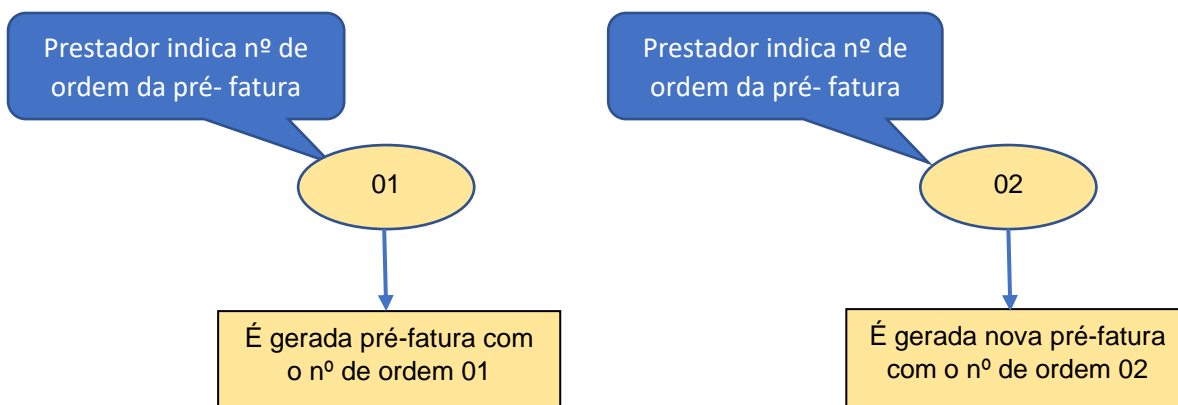 Prestador indica nº de
ordem da pré- fatura
01
É gerada pré-fatura com
o nº de ordem 01
Prestador indica nº de
ordem da pré- fatura
02
É gerada nova pré-fatura
com o nº de ordem 02